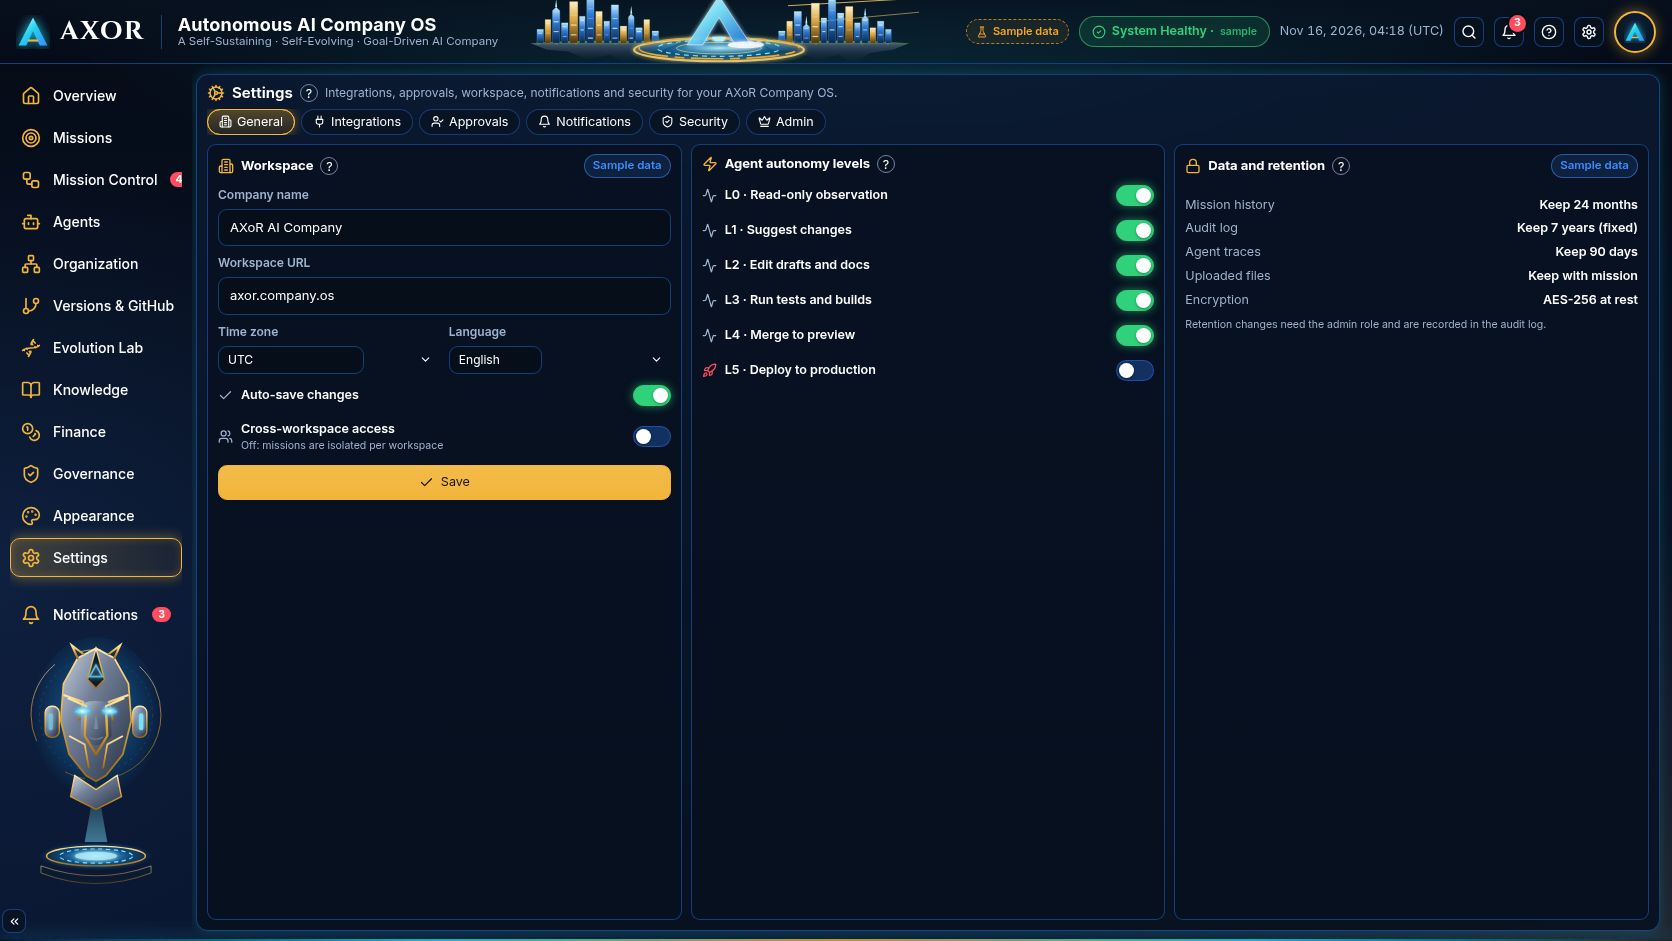 AXOR
Autonomous AI Company OS
A Self-Sustaining · Self-Evolving · Goal-Driven AI Company
Sample data
System Healthy · sample
Nov 16, 2026, 04:18 (UTC)
3
Overview
Missions
Mission Control 4
Agents
Organization
Versions & GitHub
Evolution Lab
Knowledge
Finance
Governance
Appearance
Settings
Notifications 3
Settings ? Integrations, approvals, workspace, notifications and security for your AXoR Company OS.
General
Integrations
Approvals
Notifications
Security
Admin
Workspace ? Sample data
Company name
AXoR AI Company
Workspace URL
axor.company.os
Time zone
UTC
Language
English
Auto-save changes
Cross-workspace access
Off: missions are isolated per workspace
Save
Agent autonomy levels ?
L0 · Read-only observation
L1 · Suggest changes
L2 · Edit drafts and docs
L3 · Run tests and builds
L4 · Merge to preview
L5 · Deploy to production
Data and retention ? Sample data
Mission history Keep 24 months
Audit log Keep 7 years (fixed)
Agent traces Keep 90 days
Uploaded files Keep with mission
Encryption AES-256 at rest
Retention changes need the admin role and are recorded in the audit log.